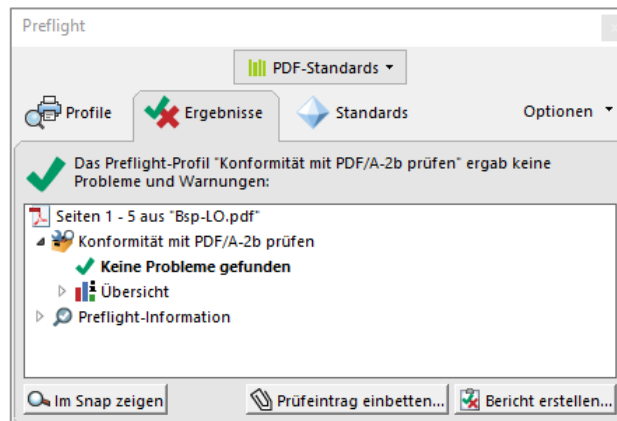 Preflight
PDF-Standards
Profile
Ergebnisse
Standards
Optionen
Das Preflight-Profil "Konformität mit PDF/A-2b prüfen" ergab keine
Probleme und Warnungen:
Seiten 1 - 5 aus "Bsp-LO.pdf"
Konformität mit PDF/A-2b prüfen
Keine Probleme gefunden
Übersicht
Preflight-Information
Im Snap zeigen
Prüfeintrag einbetten...
Bericht erstellen...